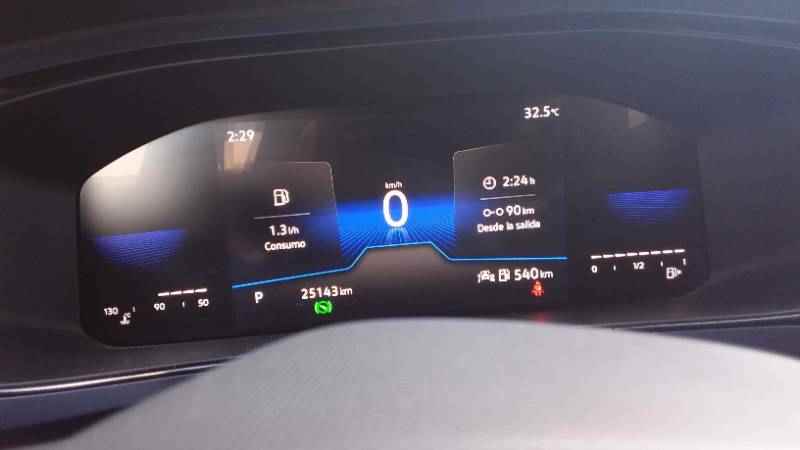 2:29
32.5°C
1.3 l/h
Consumo
km/h
0
2:24 h
90 km
Desde la salida
130
90
50
P
25143 km
540 km
0
1/2
1